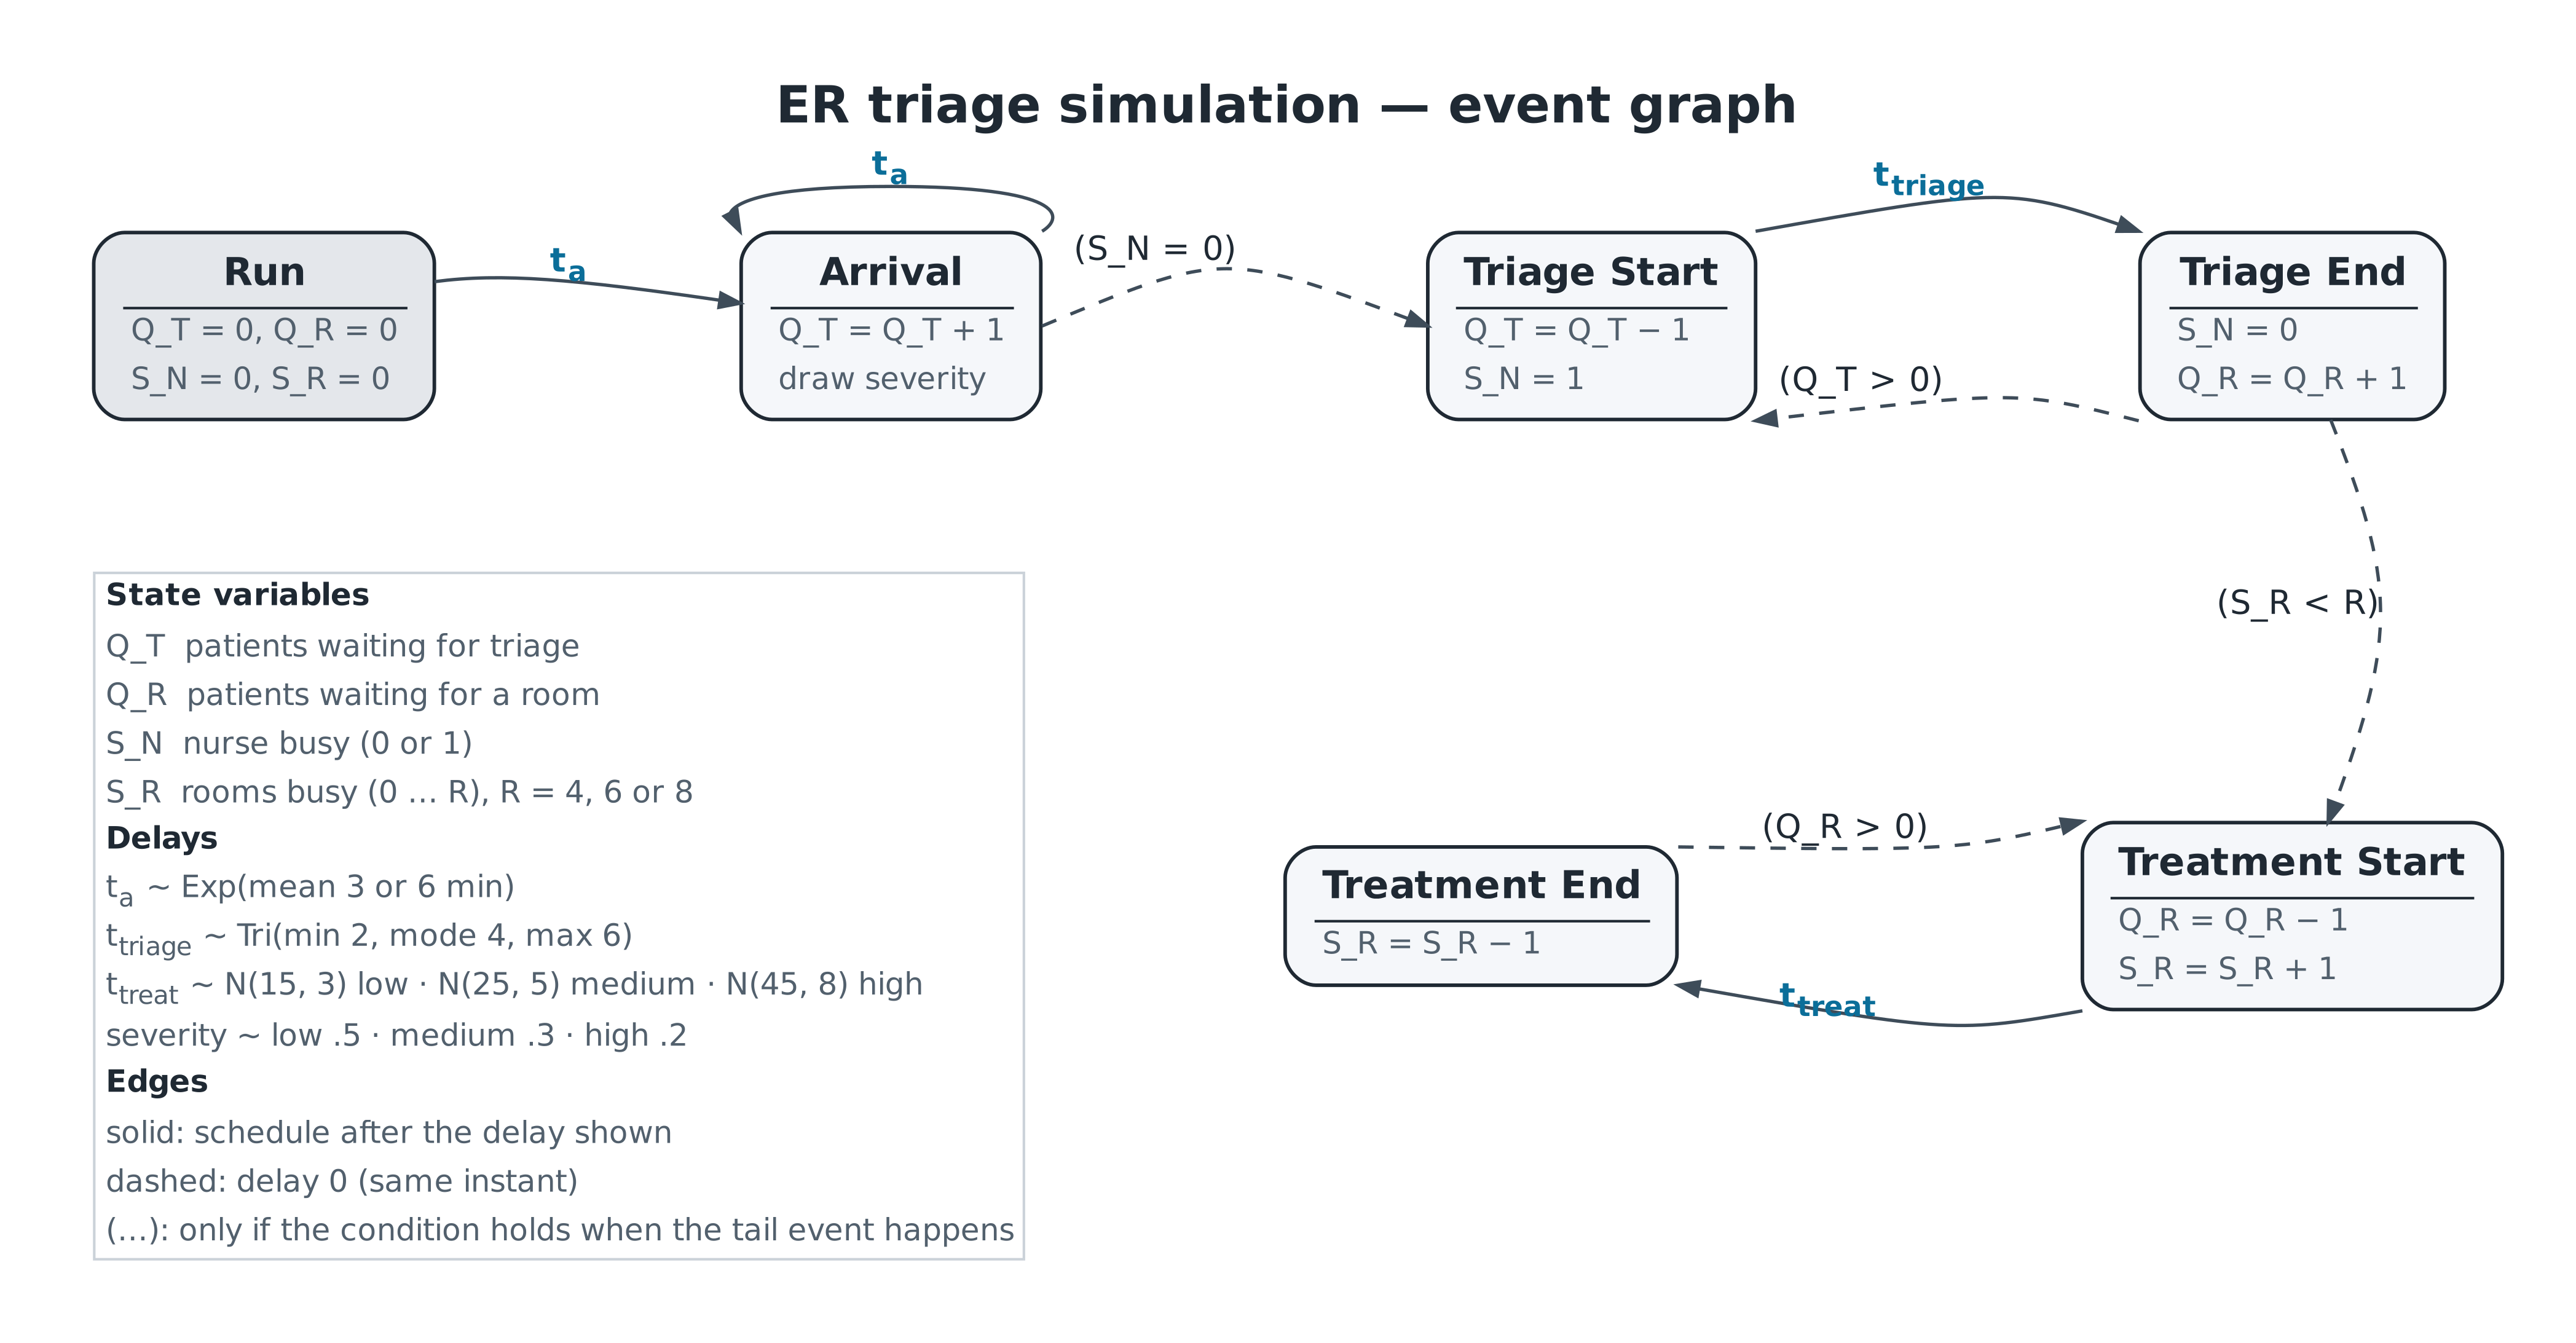 ER triage simulation — event graph
t_a
t_triage
t_a
(S_N = 0)
Run
Q_T = 0, Q_R = 0
S_N = 0, S_R = 0
Arrival
Q_T = Q_T + 1
draw severity
Triage Start
Q_T = Q_T − 1
S_N = 1
Triage End
S_N = 0
Q_R = Q_R + 1
(Q_T > 0)
(S_R < R)
State variables
Q_T patients waiting for triage
Q_R patients waiting for a room
S_N nurse busy (0 or 1)
S_R rooms busy (0 ... R), R = 4, 6 or 8
Delays
t_a ~ Exp(mean 3 or 6 min)
t_triage ~ Tri(min 2, mode 4, max 6)
t_treat ~ N(15, 3) low · N(25, 5) medium · N(45, 8) high
severity ~ low .5 · medium .3 · high .2
Edges
solid: schedule after the delay shown
dashed: delay 0 (same instant)
(...): only if the condition holds when the tail event happens
(Q_R > 0)
Treatment End
S_R = S_R − 1
Treatment Start
Q_R = Q_R − 1
S_R = S_R + 1
t_treat